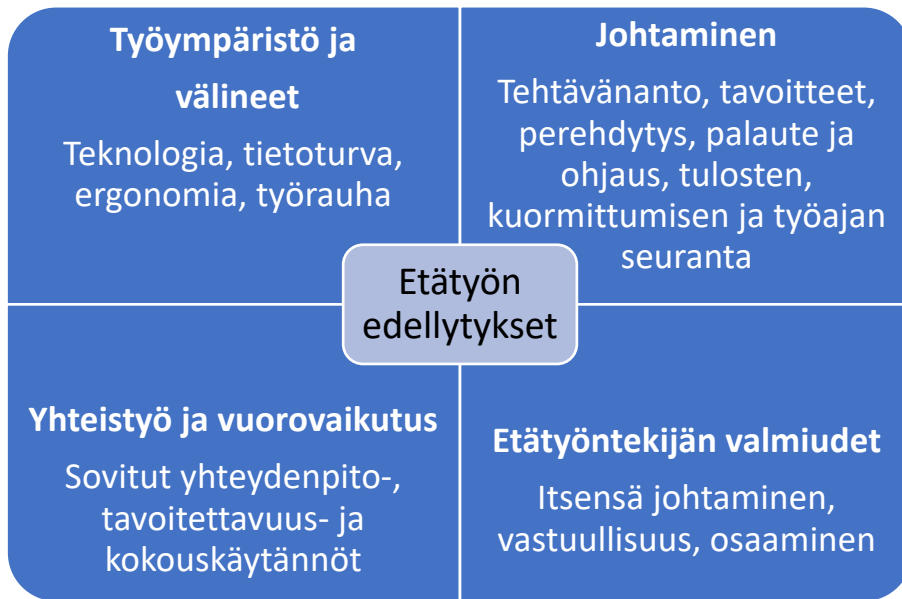 Työympäristö ja
välineet
Teknologia, tietoturva,
ergonomia, työrauha
Johtaminen
Tehtävänanto, tavoitteet,
perehdytys, palaute ja
ohjaus, tulosten,
kuormittumisen ja työajan
seuranta
Etätyön
edellytykset
Yhteistyö ja vuorovaikutus
Sovitut yhteydenpito-,
tavoitettavuus- ja
kokouskäytännöt
Etätyöntekijän valmiudet
Itsensä johtaminen,
vastuullisuus, osaaminen